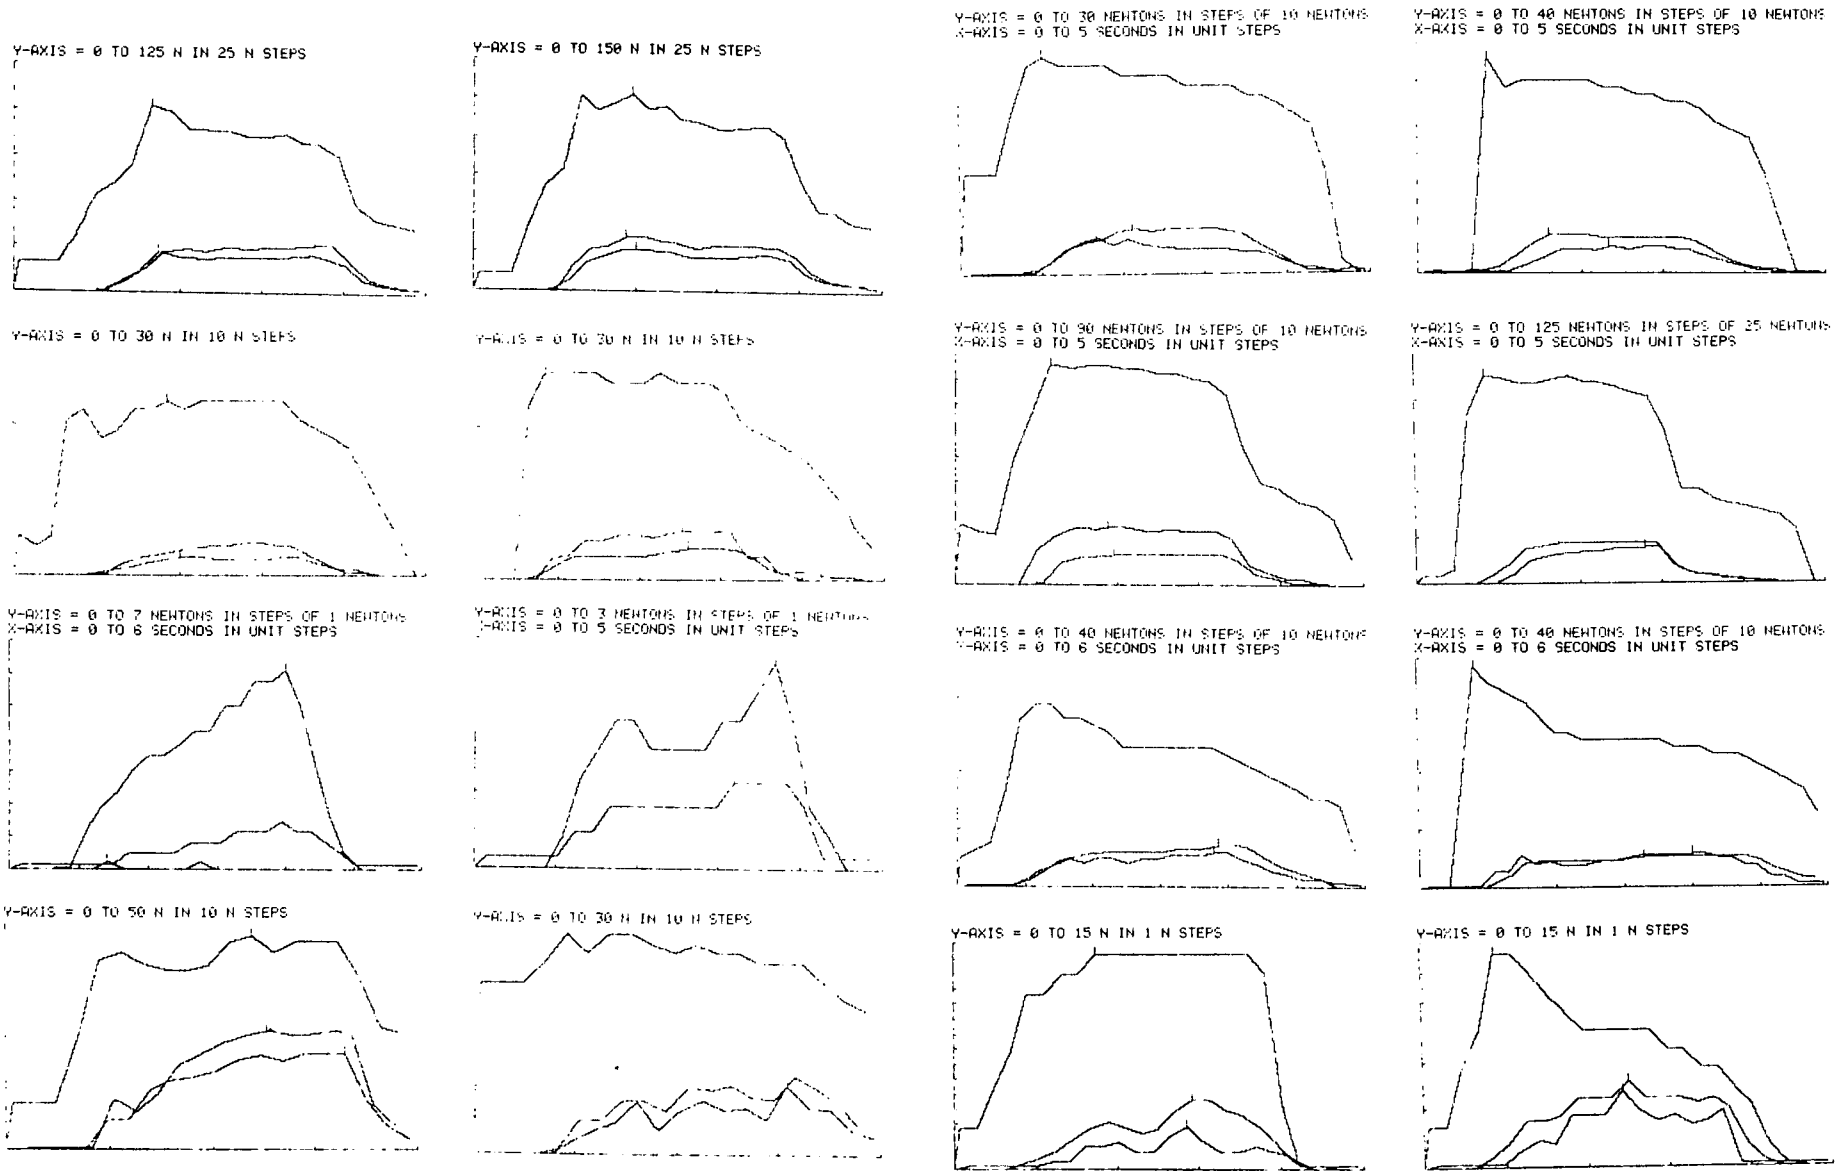 Y-AXIS = 0 TO 125 N IN 25 N STEPS
Y-AXIS = 0 TO 150 N IN 25 N STEPS
Y-AXIS = 0 TO 30 NEWTONS IN STEPS OF 10 NEWTONS
X-AXIS = 0 TO 5 SECONDS IN UNIT STEPS
Y-AXIS = 0 TO 40 NEWTONS IN STEPS OF 10 NEWTONS
X-AXIS = 0 TO 5 SECONDS IN UNIT STEPS
Y-AXIS = 0 TO 30 N IN 10 N STEPS
Y-AXIS = 0 TO 30 N IN 10 N STEPS
Y-AXIS = 0 TO 90 NEWTONS IN STEPS OF 10 NEWTONS
X-AXIS = 0 TO 5 SECONDS IN UNIT STEPS
Y-AXIS = 0 TO 125 NEWTONS IN STEPS OF 25 NEWTONS
X-AXIS = 0 TO 5 SECONDS IN UNIT STEPS
Y-AXIS = 0 TO 7 NEWTONS IN STEPS OF 1 NEWTONS
X-AXIS = 0 TO 6 SECONDS IN UNIT STEPS
Y-AXIS = 0 TO 3 NEWTONS IN STEPS OF 1 NEWTONS
X-AXIS = 0 TO 5 SECONDS IN UNIT STEPS
Y-AXIS = 0 TO 40 NEWTONS IN STEPS OF 10 NEWTONS
X-AXIS = 0 TO 6 SECONDS IN UNIT STEPS
Y-AXIS = 0 TO 40 NEWTONS IN STEPS OF 10 NEWTONS
X-AXIS = 0 TO 6 SECONDS IN UNIT STEPS
Y-AXIS = 0 TO 50 N IN 10 N STEPS
Y-AXIS = 0 TO 30 N IN 10 N STEPS
Y-AXIS = 0 TO 15 N IN 1 N STEPS
Y-AXIS = 0 TO 15 N IN 1 N STEPS